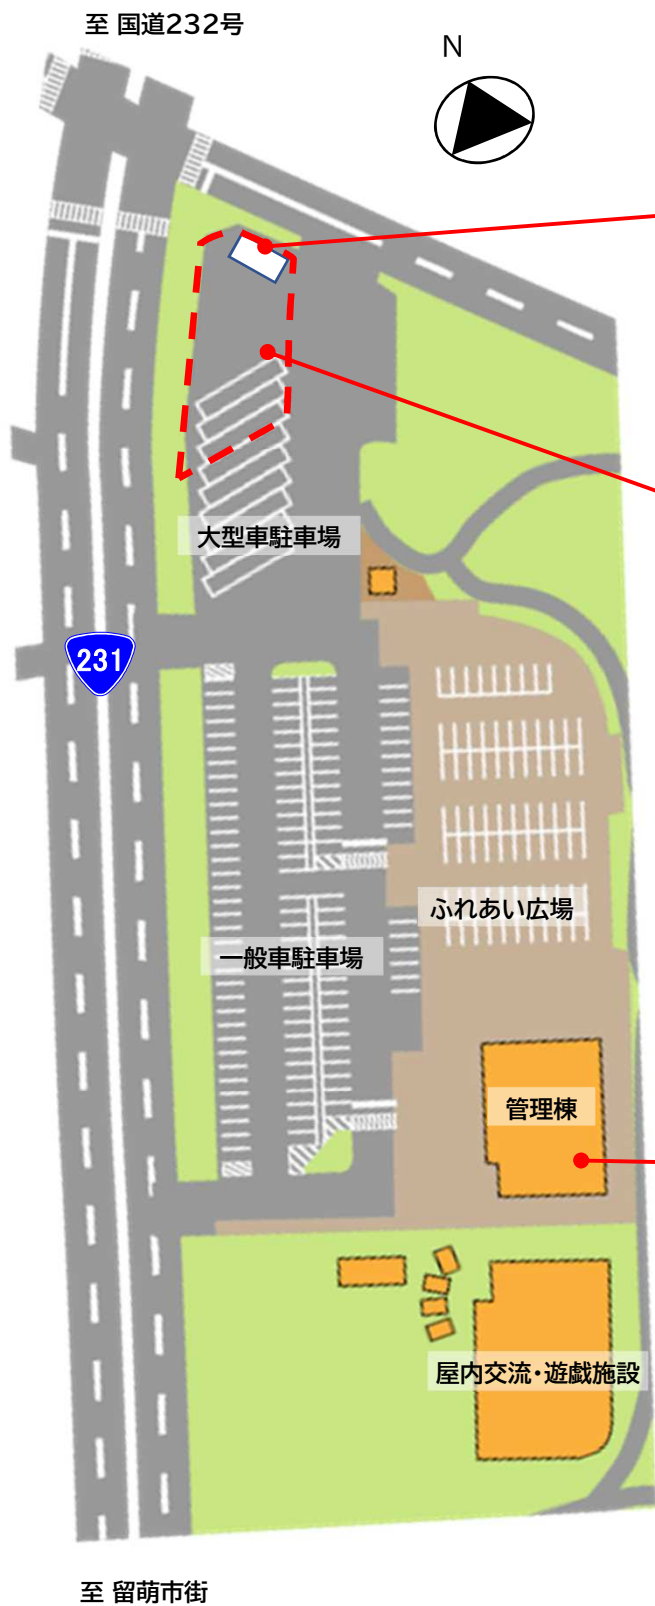 至 国道232号
N
大型車駐車場
231
ふれあい広場
一般車駐車場
管理棟
屋内交流・遊戯施設
至 留萌市街